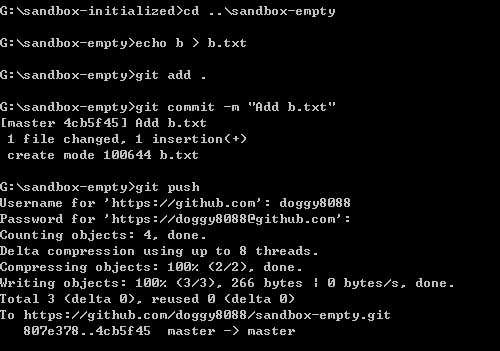 G:\sandbox-initialized>cd ..\sandbox-empty
G:\sandbox-empty>echo b > b.txt
G:\sandbox-empty>git add .
G:\sandbox-empty>git commit -m "Add b.txt"
[master 4cb5f45] Add b.txt
 1 file changed, 1 insertion(+)
 create mode 100644 b.txt
G:\sandbox-empty>git push
Username for 'https://github.com': doggy8088
Password for 'https://doggy8088@github.com':
Counting objects: 4, done.
Delta compression using up to 8 threads.
Compressing objects: 100% (2/2), done.
Writing objects: 100% (3/3), 266 bytes ¦ 0 bytes/s, done.
Total 3 (delta 0), reused 0 (delta 0)
To https://github.com/doggy8088/sandbox-empty.git
   807e378..4cb5f45  master -> master